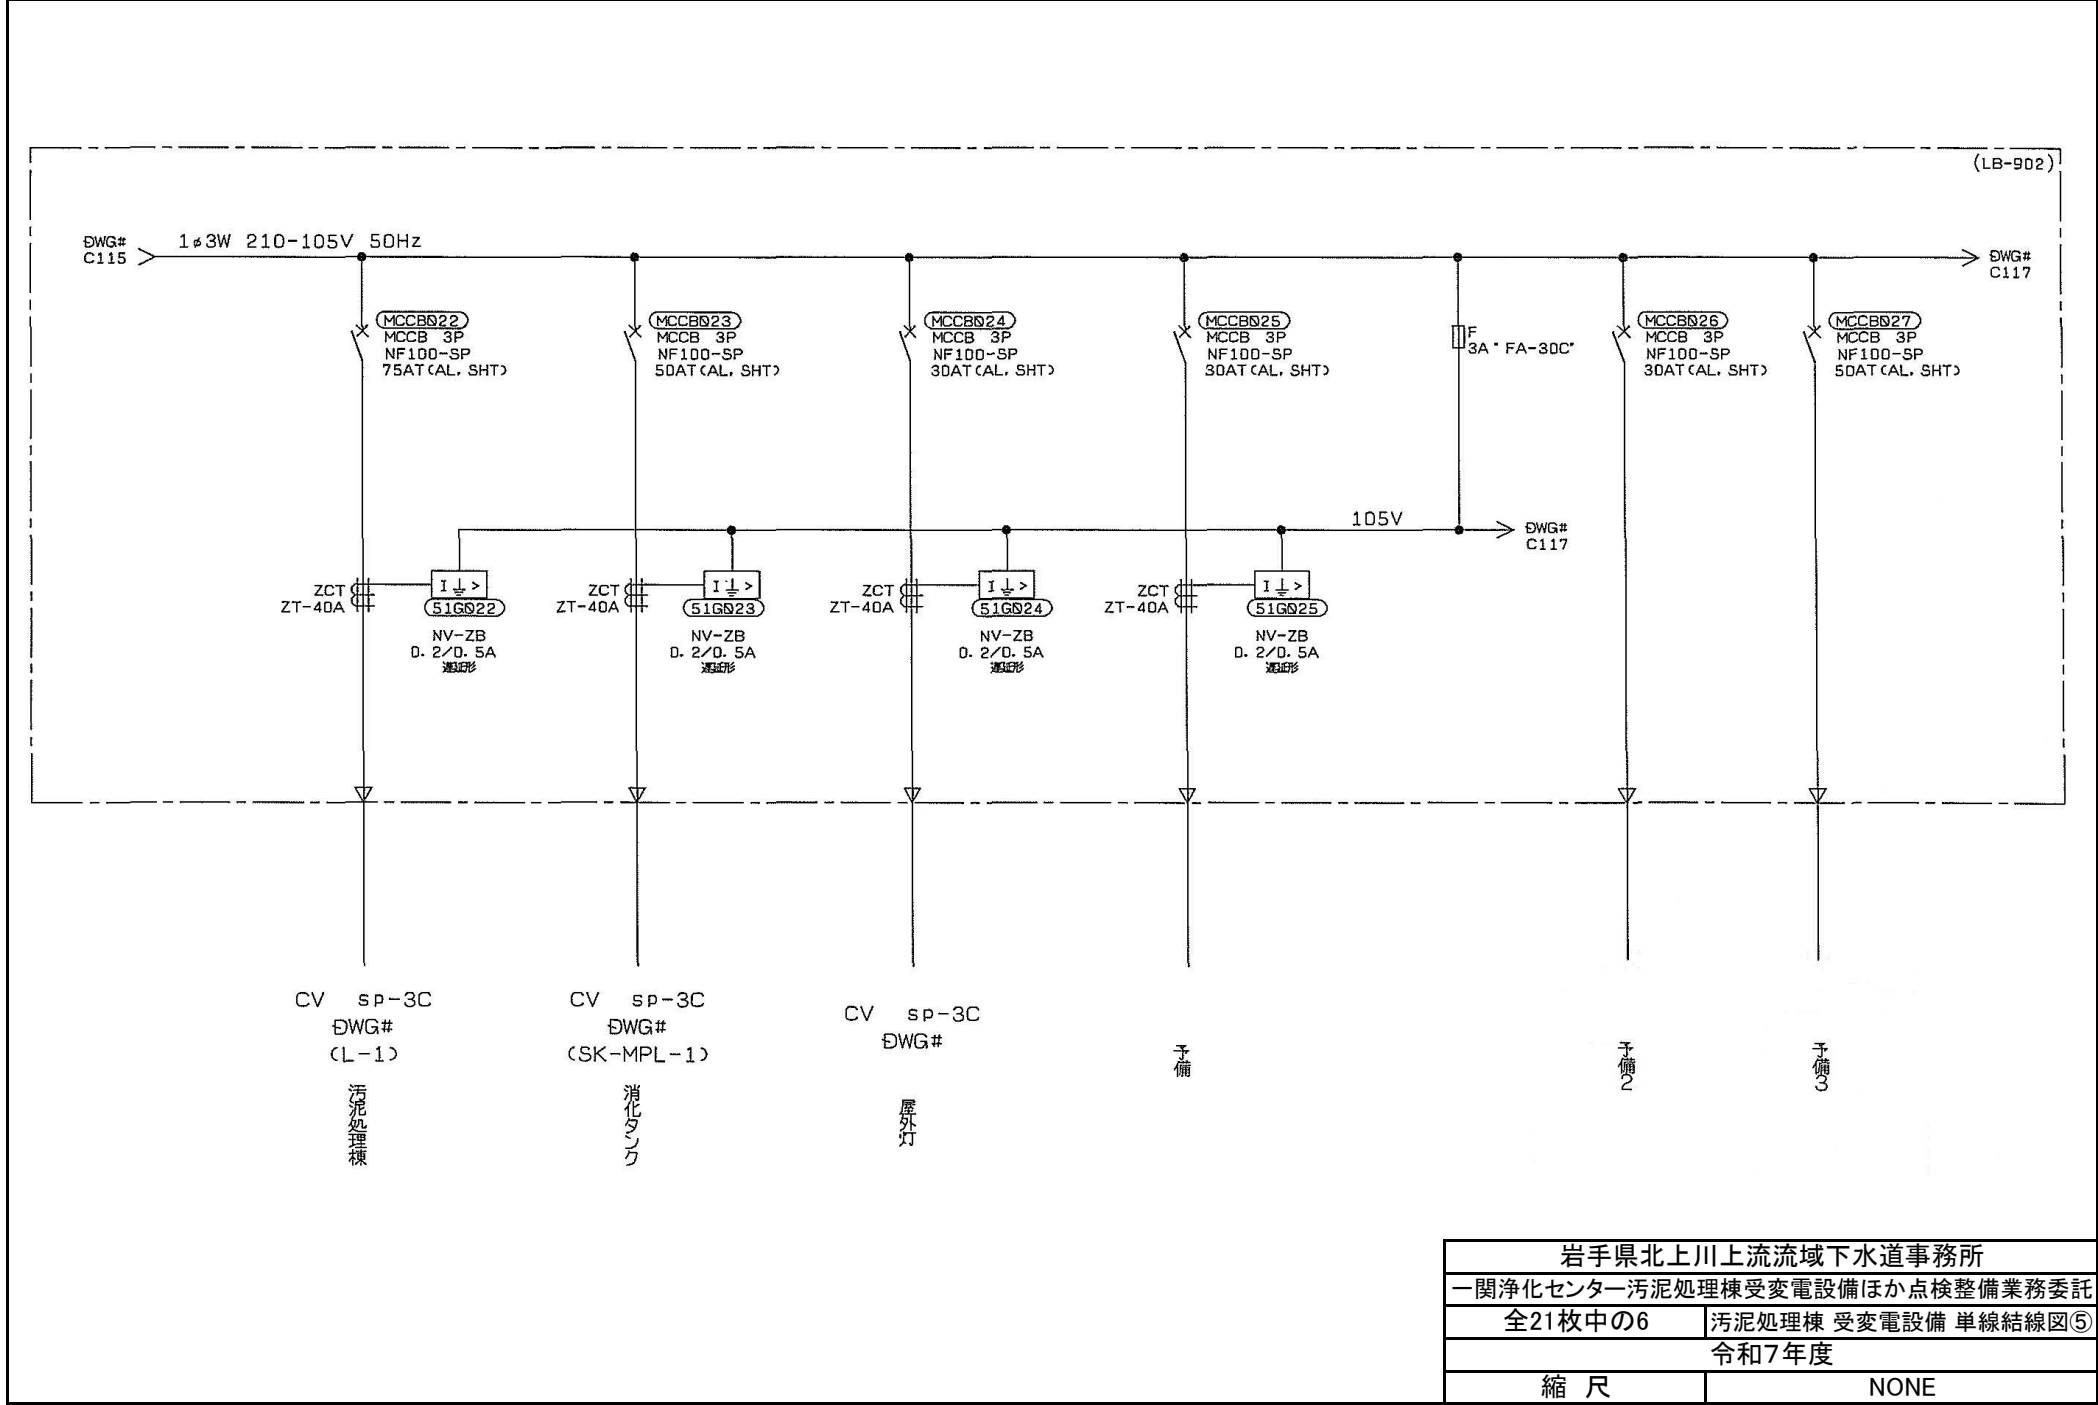 (LB-902)
DWG#
C115
1φ3W 210-105V 50Hz
DWG#
C117
MCCBD22
MCCB 3P
NF100-SP
75AT(AL, SHT)
MCCBD23
MCCB 3P
NF100-SP
50AT(AL, SHT)
MCCBD24
MCCB 3P
NF100-SP
30AT(AL, SHT)
MCCBD25
MCCB 3P
NF100-SP
30AT(AL, SHT)
F
3A "FA-30C"
MCCBD26
MCCB 3P
NF100-SP
30AT(AL, SHT)
MCCBD27
MCCB 3P
NF100-SP
50AT(AL, SHT)
105V
DWG#
C117
ZCT
ZT-40A
I >
51GD22
NV-ZB
0.2/0.5A
ZCT
ZT-40A
I >
51GD23
NV-ZB
0.2/0.5A
ZCT
ZT-40A
I >
51GD24
NV-ZB
0.2/0.5A
ZCT
ZT-40A
I >
51GD25
NV-ZB
0.2/0.5A
CV sp-3C
DWG#
(L-1)
汚泥処理棟
CV sp-3C
DWG#
(SK-MPL-1)
消化タンク
CV sp-3C
DWG#
屋外灯
予備
予備2
予備3
岩手県北上川上流流域下水道事務所
一関浄化センター汚泥処理棟受変電設備ほか点検整備業務委託
全21枚中の6
汚泥処理棟 受変電設備 単線結線図⑤
令和7年度
縮 尺
NONE